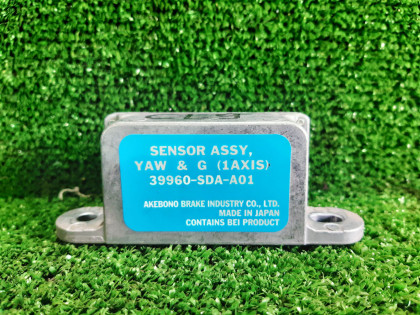 SENSOR ASSY,
YAW & G (1AXIS)
39960-SDA-A01
AKEBONO BRAKE INDUSTRY CO., LTD.
MADE IN JAPAN
CONTAINS BEI PRODUCT